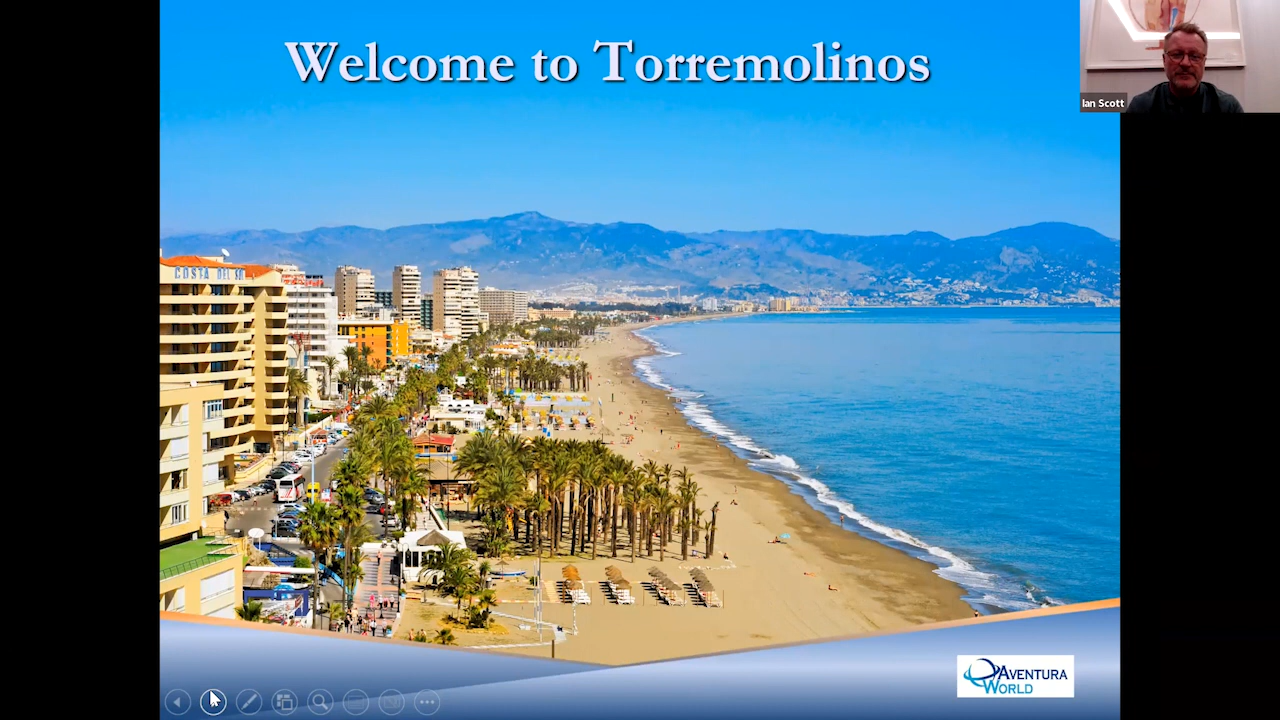 Welcome to Torremolinos
Ian Scott
COSTA DEL SOL
AVENTURA
WORLD